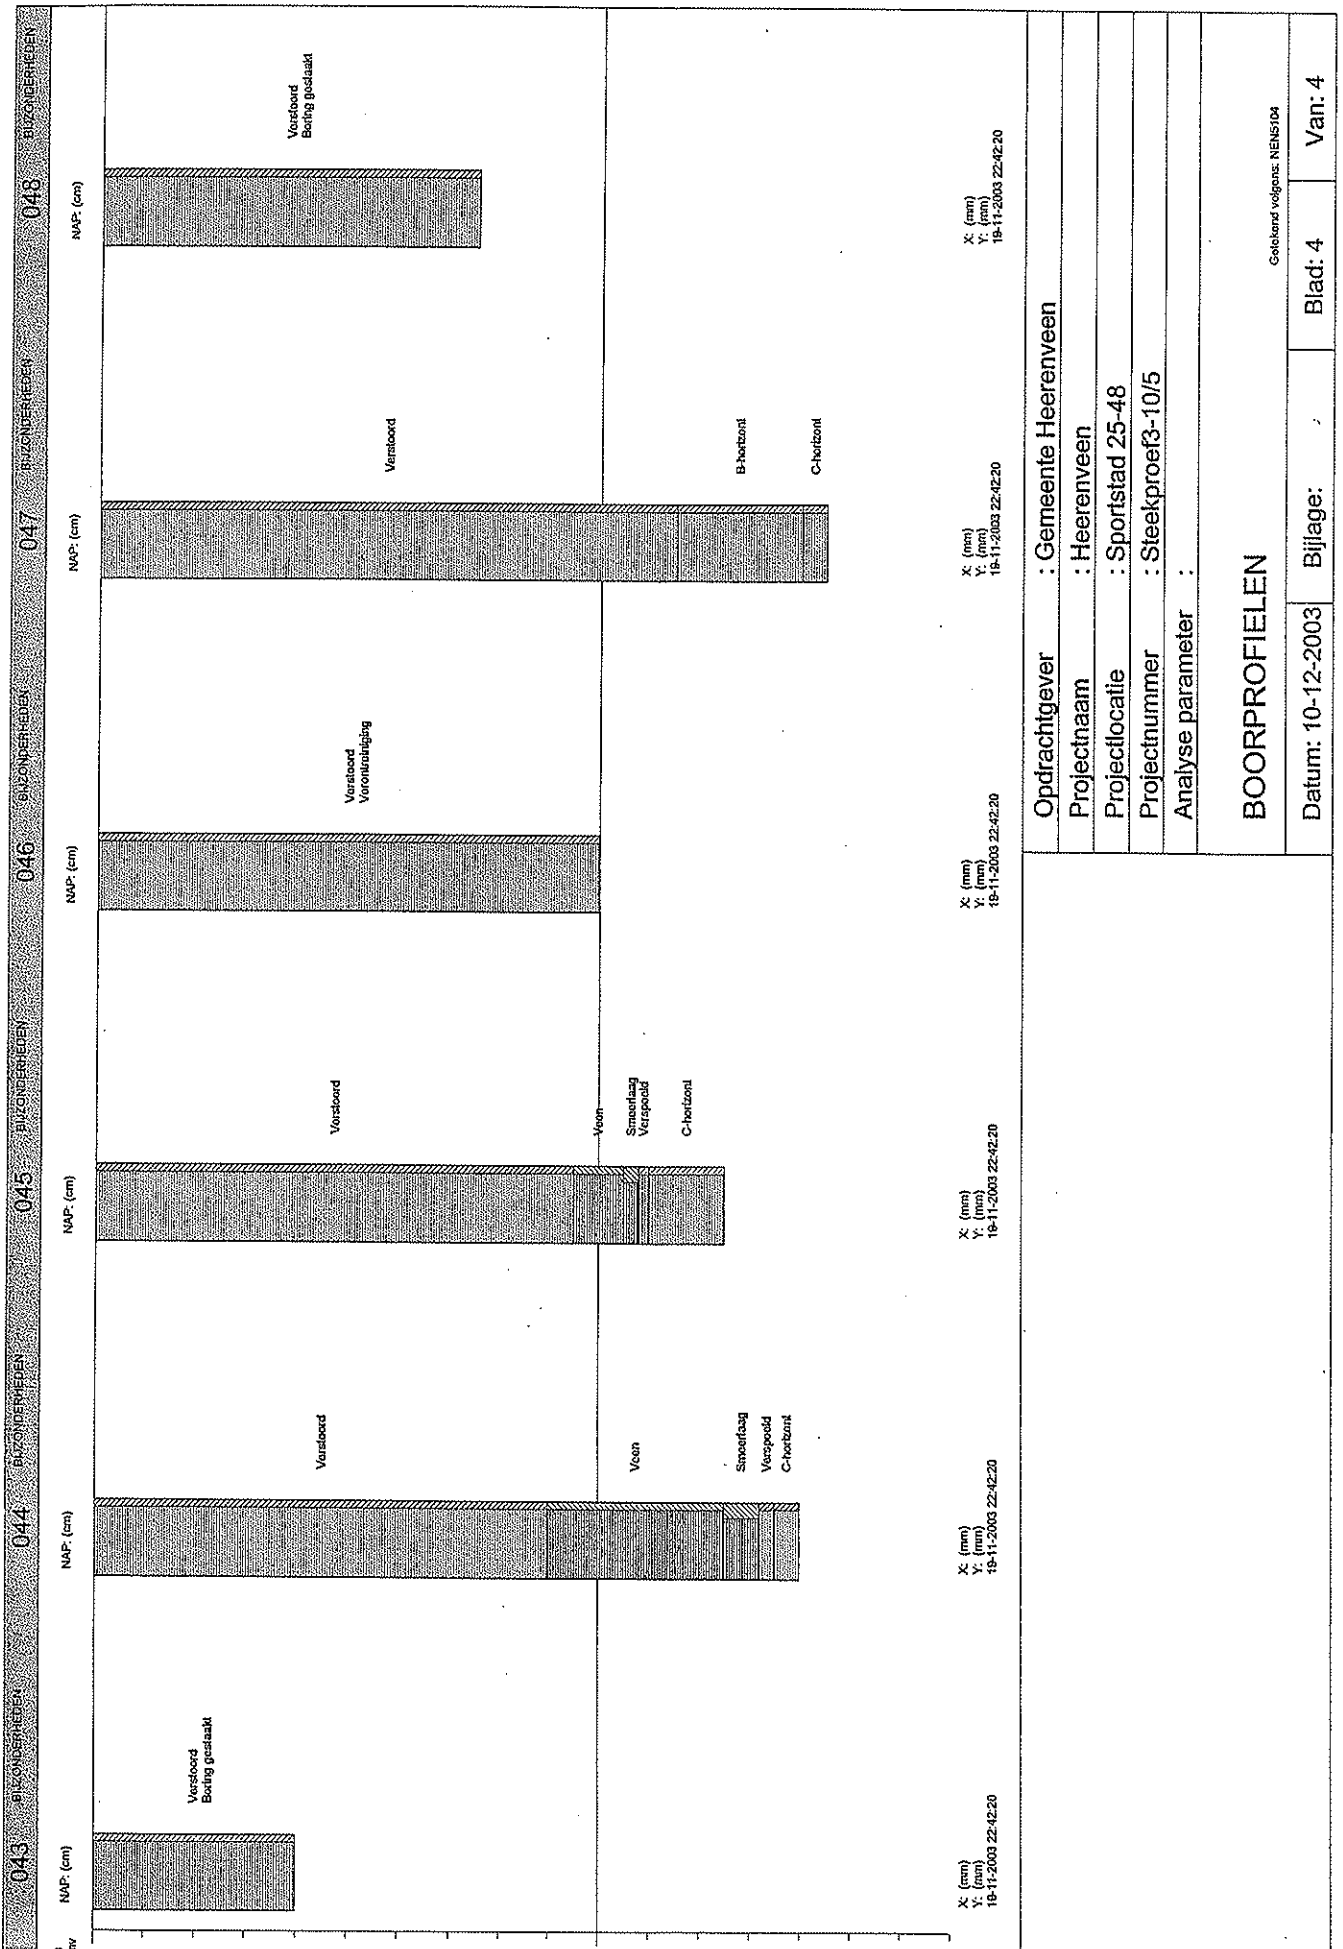 043 BIJZONDERHEDEN 044 BIJZONDERHEDEN 045 BIJZONDERHEDEN 046 BIJZONDERHEDEN 047 BIJZONDERHEDEN 048 BIJZONDERHEDEN
NAP: (cm) NAP: (cm) NAP: (cm) NAP: (cm) NAP: (cm) NAP: (cm)
Verstoord
Boring gestaakt
X: (mm)
Y: (mm)
19-11-2003 22:42:20
Verstoord
Veen
Smeerlaag
Verspoeld
C-horizont
X: (mm)
Y: (mm)
19-11-2003 22:42:20
Verstoord
Veen
Smeerlaag
Verspoeld
C-horizont
X: (mm)
Y: (mm)
19-11-2003 22:42:20
Verstoord
Verontreiniging
X: (mm)
Y: (mm)
19-11-2003 22:42:20
Verstoord
B-horizont
C-horizont
X: (mm)
Y: (mm)
19-11-2003 22:42:20
Verstoord
Boring gestaakt
X: (mm)
Y: (mm)
19-11-2003 22:42:20
Opdrachtgever : Gemeente Heerenveen
Projectnaam : Heerenveen
Projectlocatie : Sportstad 25-48
Projectnummer : Steekproef3-10/5
Analyse parameter :
BOORPROFIELEN
Getekend volgens: NEN5104
Datum: 10-12-2003 Bijlage: Blad: 4 Van: 4